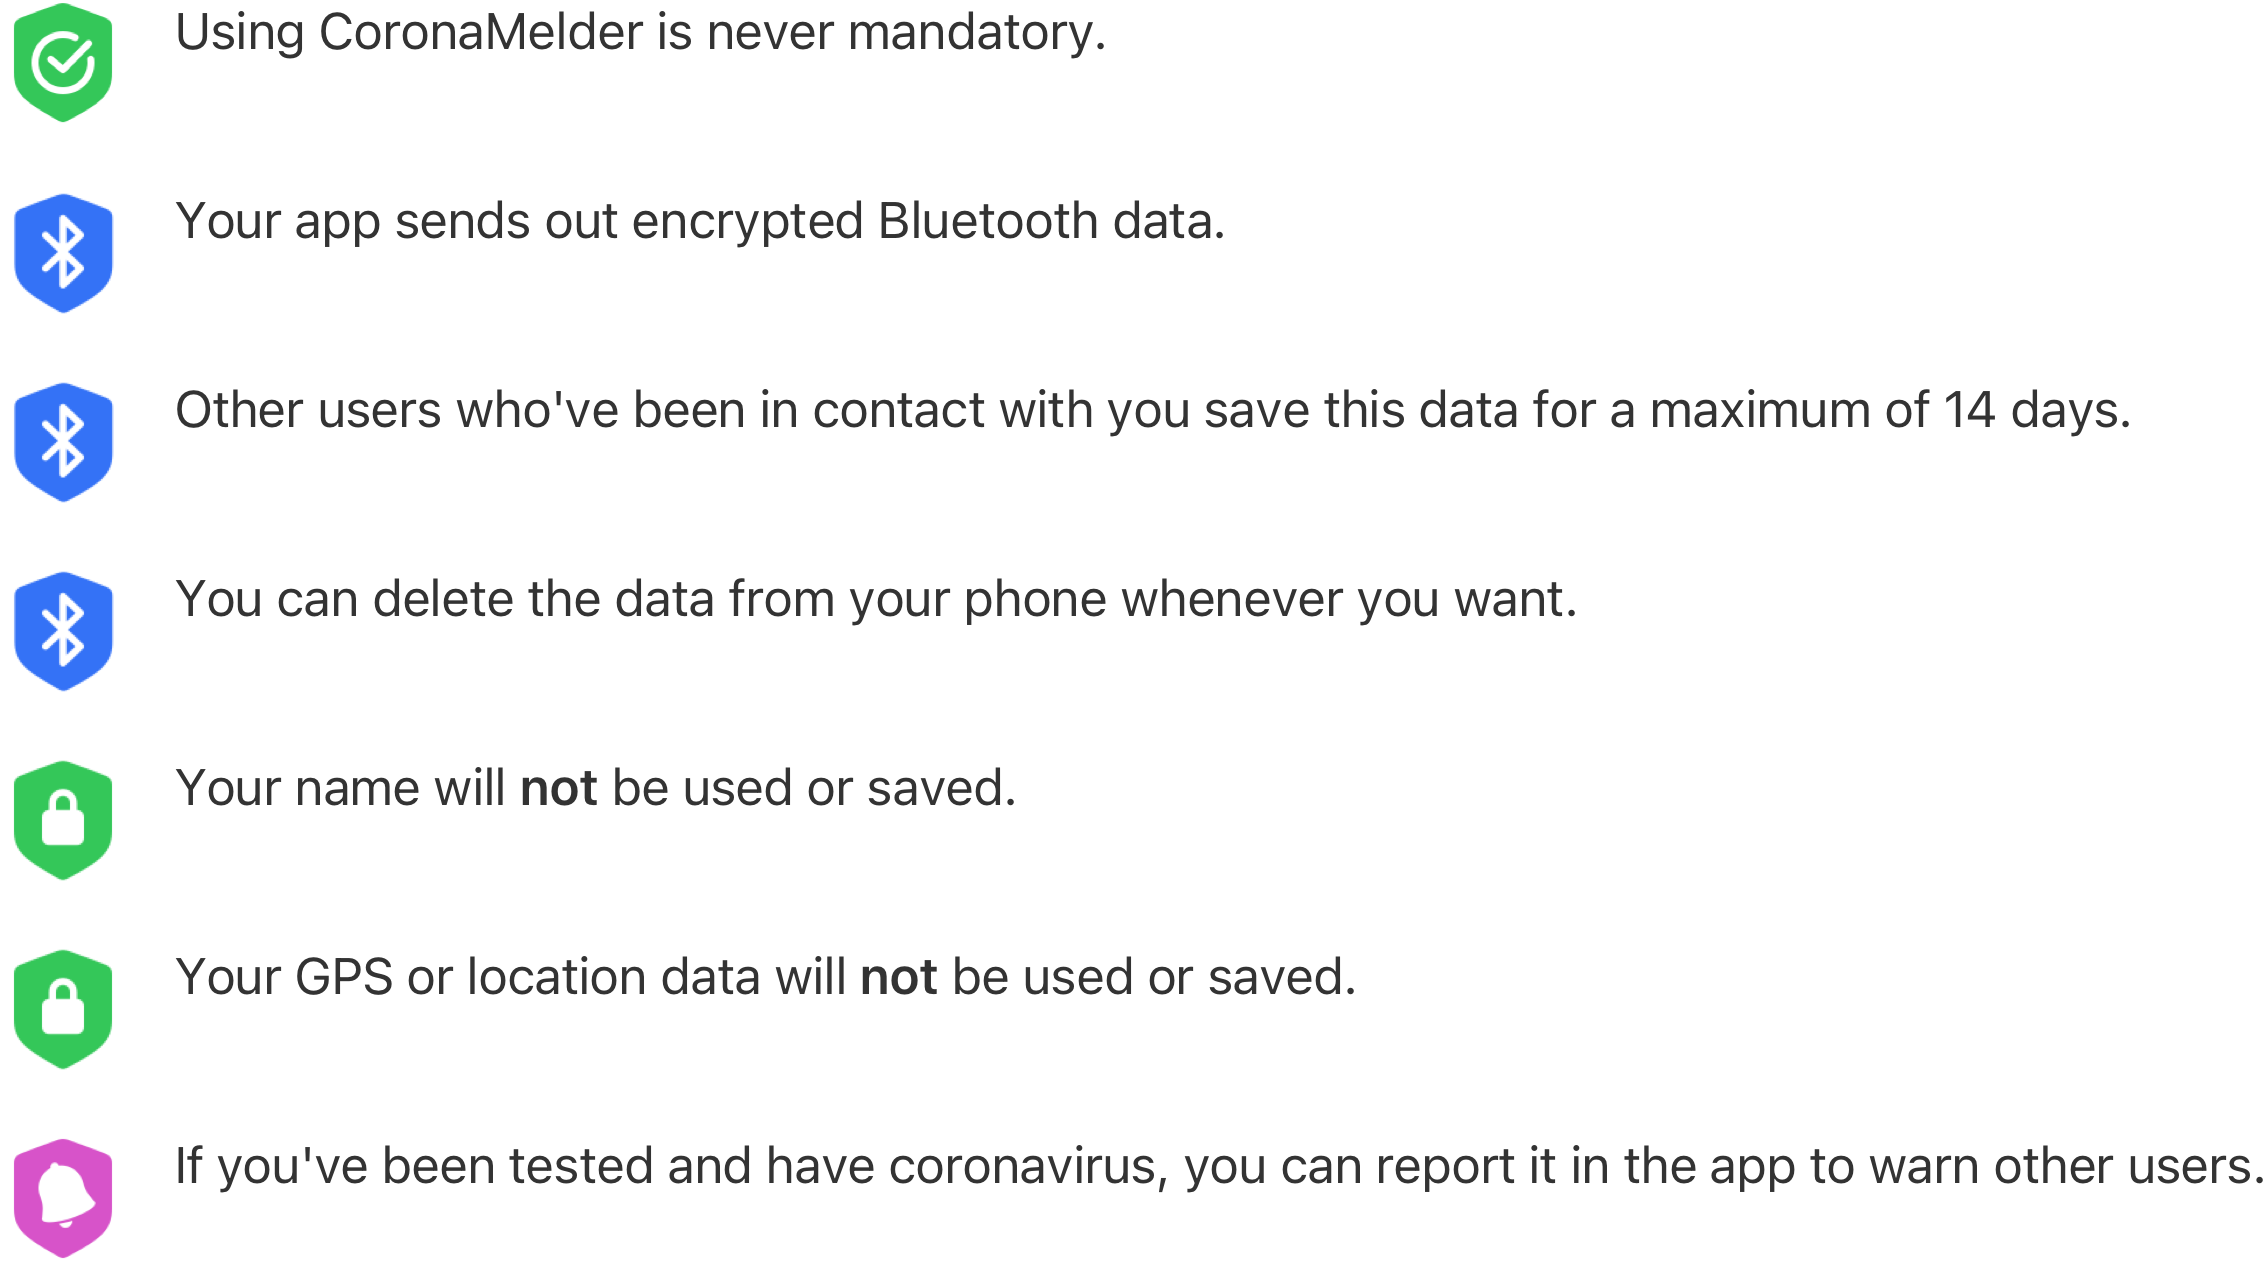 Using CoronaMelder is never mandatory.
Your app sends out encrypted Bluetooth data.
Other users who've been in contact with you save this data for a maximum of 14 days.
You can delete the data from your phone whenever you want.
Your name will not be used or saved.
Your GPS or location data will not be used or saved.
If you've been tested and have coronavirus, you can report it in the app to warn other users.